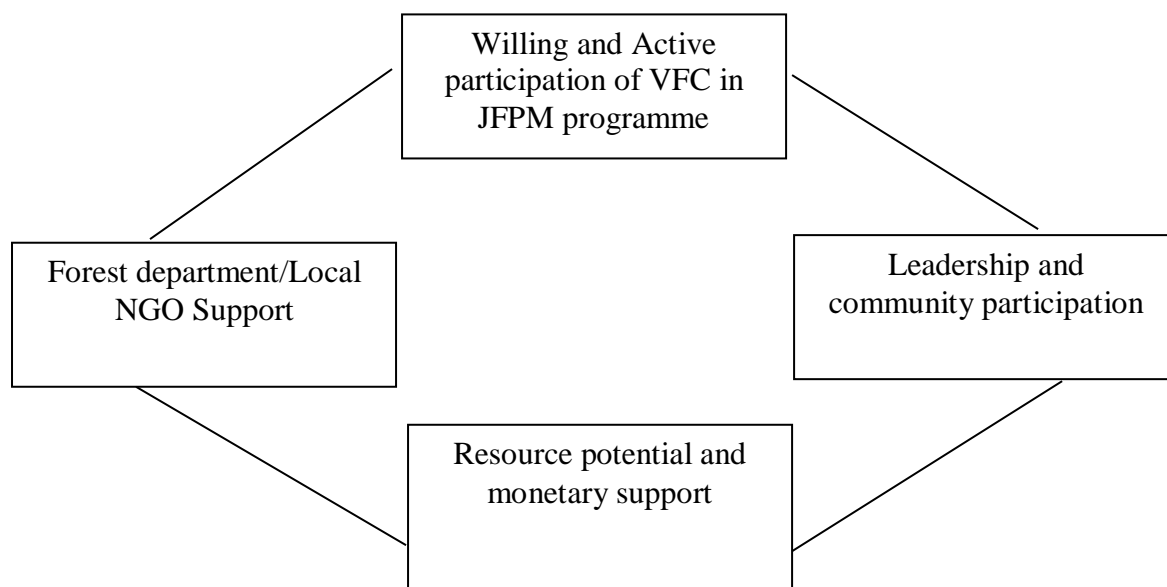 Willing and Active
participation of VFC in
JFPM programme
Forest department/Local
NGO Support
Leadership and
community participation
Resource potential and
monetary support